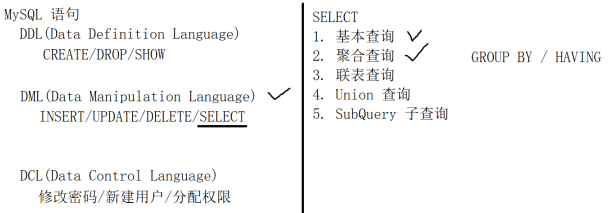 MySQL 语句
DDL(Data Definition Language)
CREATE/DROP/SHOW
DML(Data Manipulation Language)
INSERT/UPDATE/DELETE/SELECT
DCL(Data Control Language)
修改密码/新建用户/分配权限
SELECT
1. 基本查询
2. 聚合查询 GROUP BY / HAVING
3. 联表查询
4. Union 查询
5. SubQuery 子查询